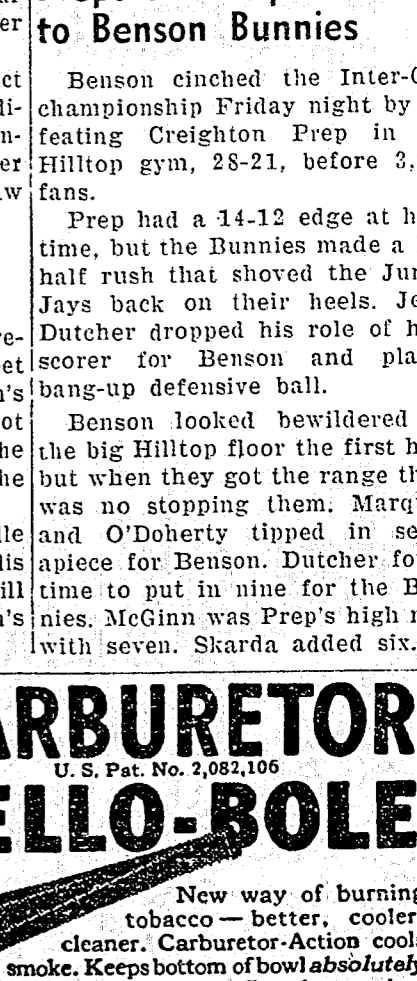 to Benson Bunnies
Benson cinched the Inter-C
championship Friday night by
feating Creighton Prep in
Hilltop gym, 28-21, before 3,
fans.
Prep had a 14-12 edge at h
time, but the Bunnies made a
half rush that shoved the Jun
Jays back on their heels. Je
Dutcher dropped his role of h
scorer for Benson and pla
bang-up defensive ball.
Benson looked bewildered
the big Hilltop floor the first h
but when they got the range th
was no stopping them. Marq
and O'Doherty tipped in se
apiece for Benson. Dutcher fo
time to put in nine for the B
nies. McGinn was Prep's high
with seven. Skarda added six.
ARBURETOR
U. S. Pat. No. 2,082,106
ELLO-BOLE
New way of burning
tobacco — better, cooler
cleaner. Carburetor-Action cool
smoke. Keeps bottom of bowl absolutely